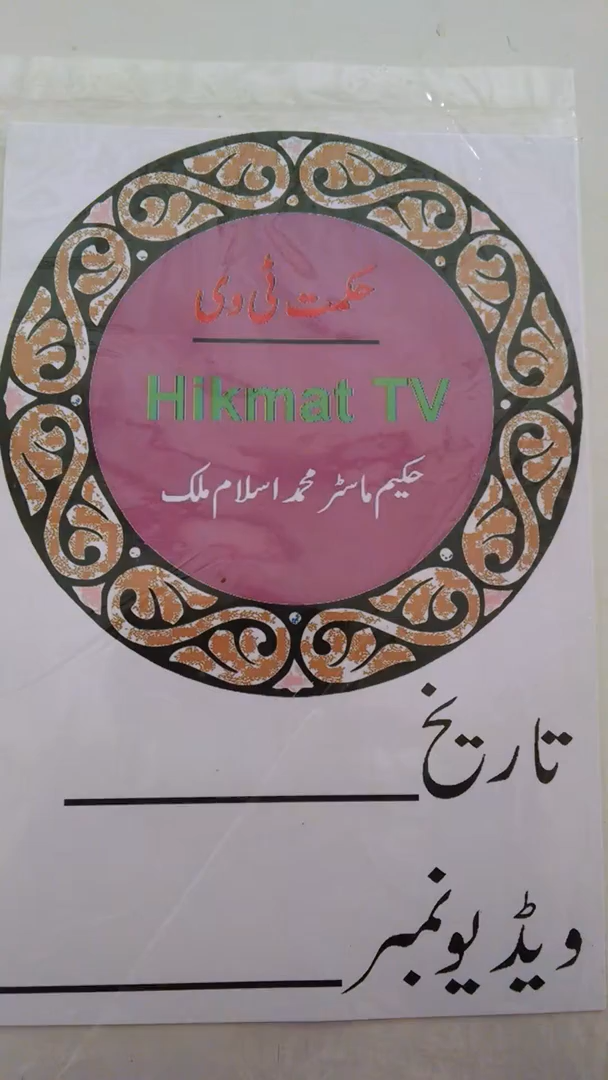 حکمت ٹی وی
Hikmat TV
حکیم ماسٹر محمد اسلام ملک
تاریخ
ویڈیو نمبر